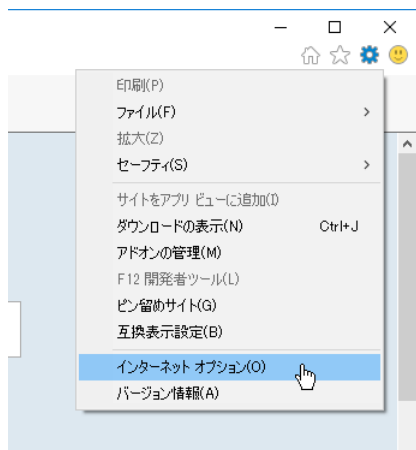 印刷(P)
ファイル(F)
拡大(Z)
セーフティ(S)
サイトをアプリ ビューに追加(I)
ダウンロードの表示(N) Ctrl+J
アドオンの管理(M)
F12 開発者ツール(L)
ピン留めサイト(G)
互換表示設定(B)
インターネット オプション(O)
バージョン情報(A)